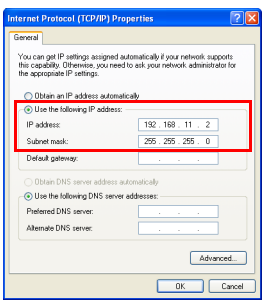 Internet Protocol (TCP/IP) Properties
General
You can get IP settings assigned automatically if your network supports
this capability. Otherwise, you need to ask your network administrator for
the appropriate IP settings.
Obtain an IP address automatically
Use the following IP address:
IP address: 192 . 168 . 11 . 2
Subnet mask: 255 . 255 . 255 . 0
Default gateway: . . .
Obtain DNS server address automatically
Use the following DNS server addresses:
Preferred DNS server: . . .
Alternate DNS server: . . .
Advanced...
OK Cancel